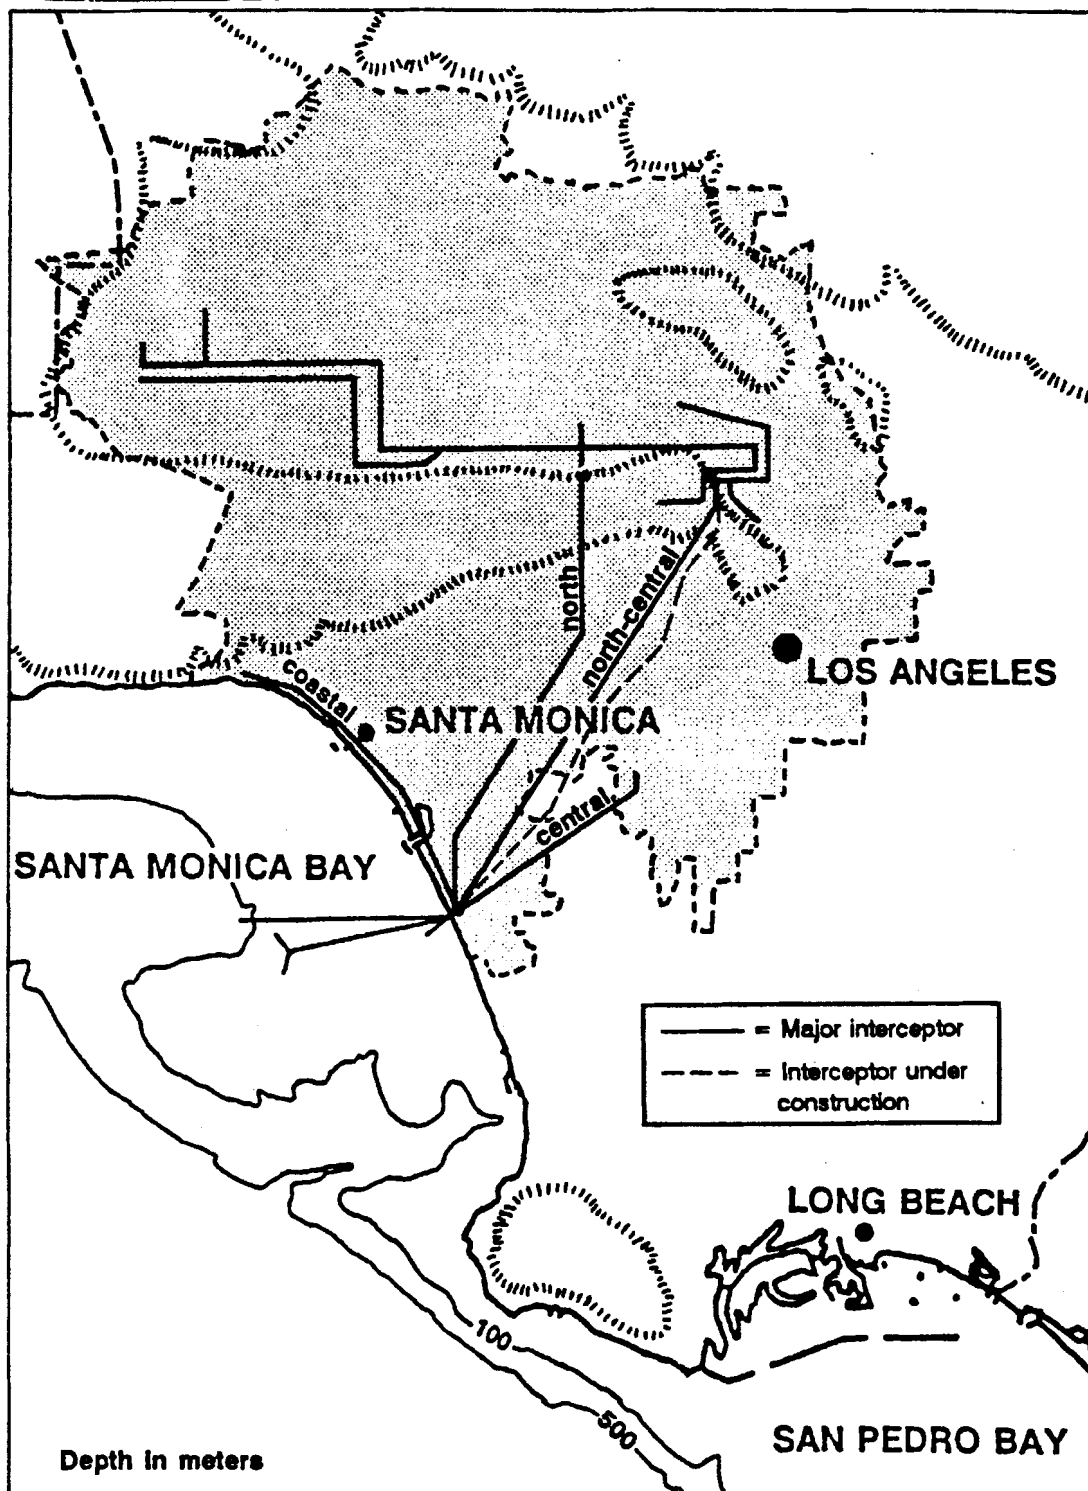 north
north-central
LOS ANGELES
coastal
SANTA MONICA
central
SANTA MONICA BAY
= Major interceptor
= Interceptor under
construction
LONG BEACH
100
500
SAN PEDRO BAY
Depth in meters